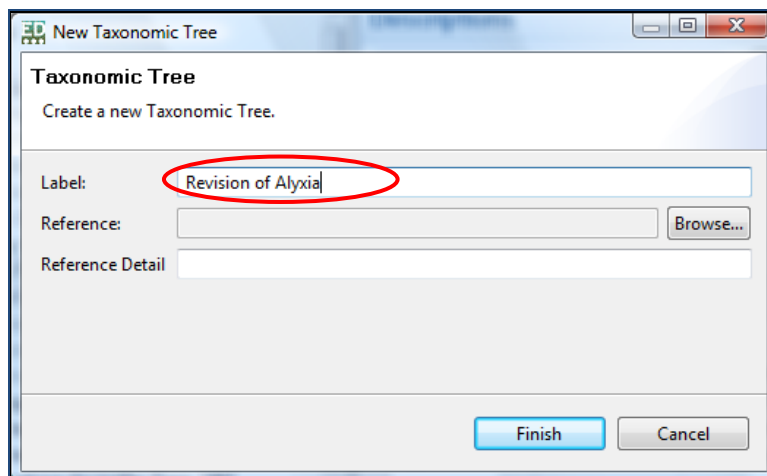 New Taxonomic Tree
Taxonomic Tree
Create a new Taxonomic Tree.
Label: Revision of Alyxia
Reference: Browse...
Reference Detail
Finish Cancel